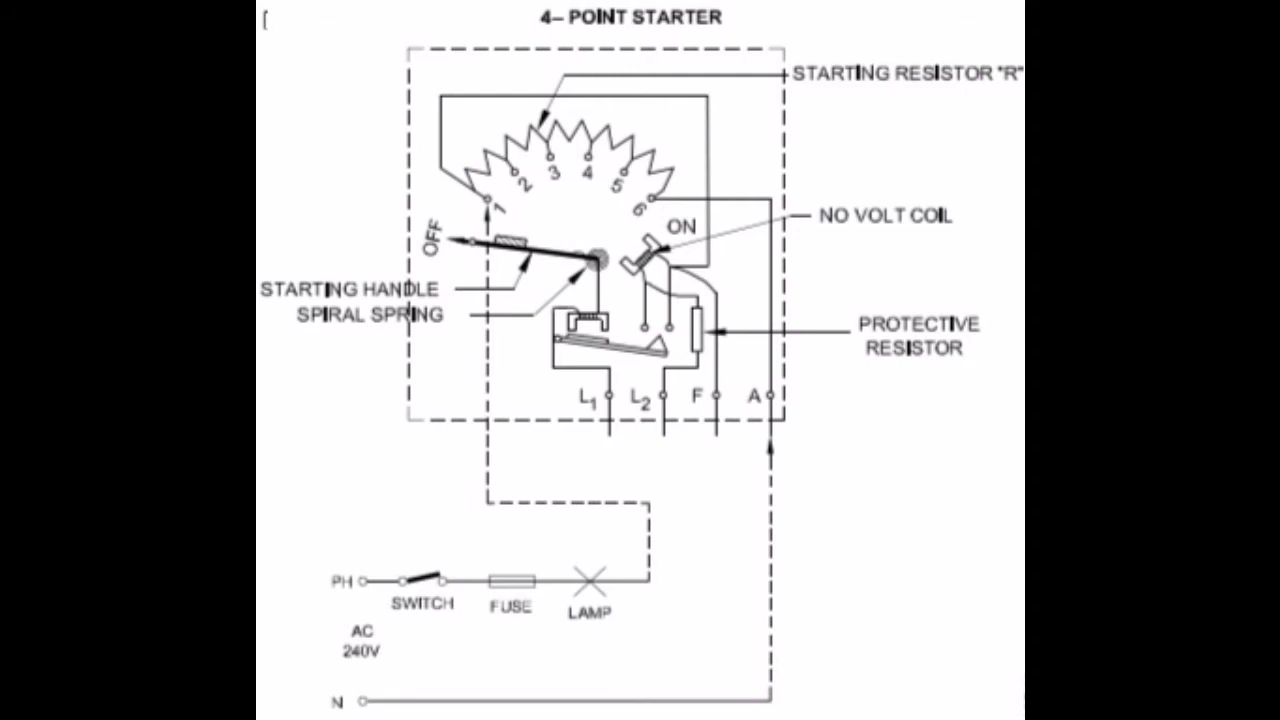 4– POINT STARTER
STARTING RESISTOR "R"
1
2
3
4
5
6
ON
NO VOLT COIL
OFF
STARTING HANDLE
SPIRAL SPRING
PROTECTIVE
RESISTOR
L1 L2 F A
PH
SWITCH
FUSE
LAMP
AC
240V
N